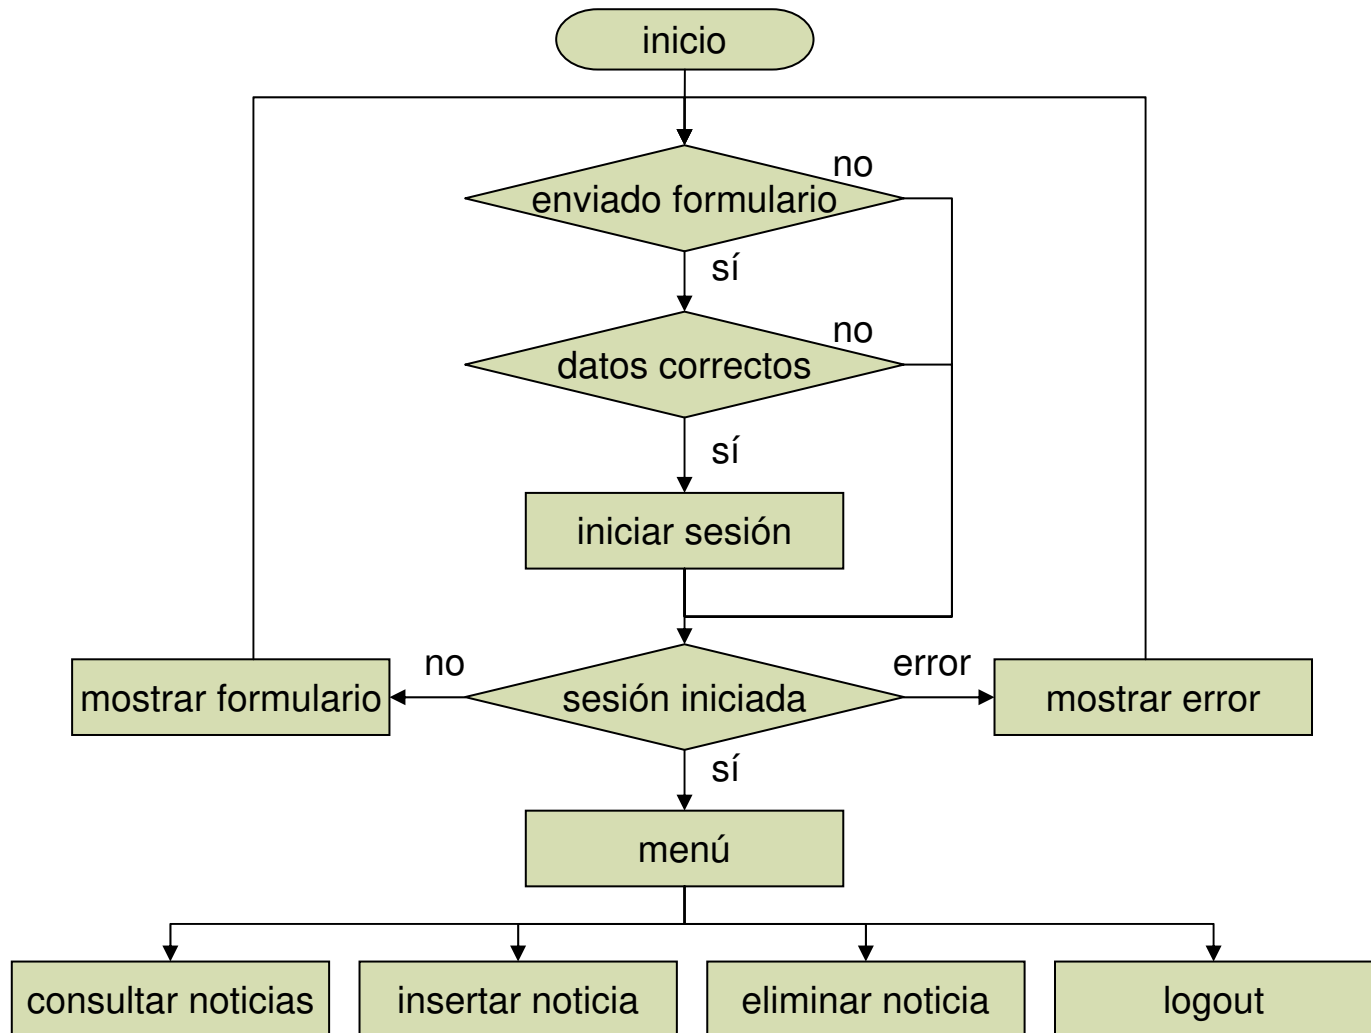 inicio
no
enviado formulario
sí
no
datos correctos
sí
iniciar sesión
no
error
mostrar formulario
sesión iniciada
mostrar error
sí
menú
consultar noticias
insertar noticia
eliminar noticia
logout